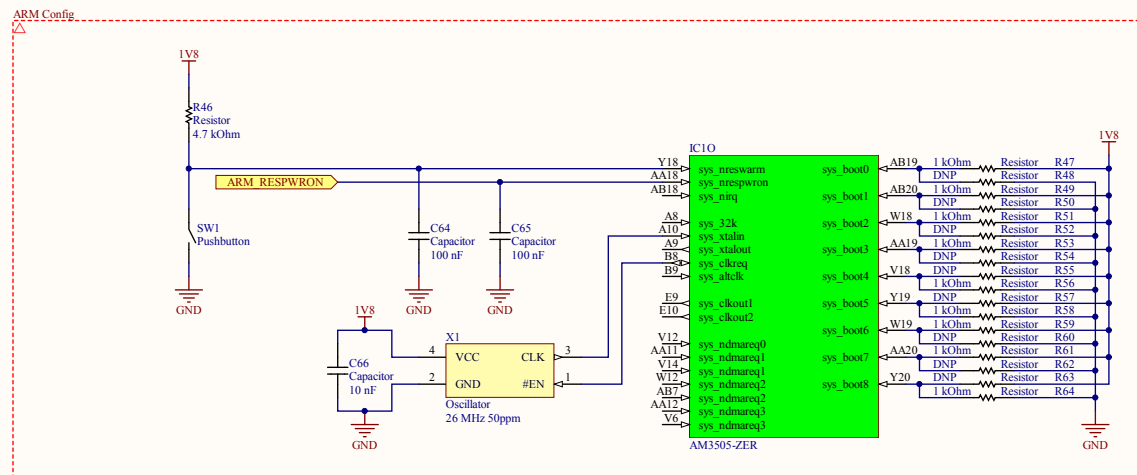 ARM Config
1V8
R46
Resistor
4.7 kOhm
ARM_RESPWRON
SW1
Pushbutton
GND
C64
Capacitor
100 nF
GND
C65
Capacitor
100 nF
GND
1V8
C66
Capacitor
10 nF
GND
X1
4 VCC CLK 3
2 GND #EN 1
Oscillator
26 MHz 50ppm
IC1O
Y18 sys_nreswarm
AA18 sys_nrespwron
AB18 sys_nirq
A8 sys_32k
A10 sys_xtalin
A9 sys_xtalout
B8 sys_clkreq
B9 sys_altclk
E9 sys_clkout1
E10 sys_clkout2
V12 sys_ndmareq0
AA11 sys_ndmareq1
V14 sys_ndmareq1
W12 sys_ndmareq2
AB7 sys_ndmareq2
AA12 sys_ndmareq3
V6 sys_ndmareq3
AM3505-ZER
sys_boot0 AB19
sys_boot1 AB20
sys_boot2 W18
sys_boot3 AA19
sys_boot4 V18
sys_boot5 Y19
sys_boot6 W19
sys_boot7 AA20
sys_boot8 Y20
1V8
1 kOhm Resistor R47
DNP Resistor R48
1 kOhm Resistor R49
DNP Resistor R50
1 kOhm Resistor R51
DNP Resistor R52
1 kOhm Resistor R53
DNP Resistor R54
DNP Resistor R55
1 kOhm Resistor R56
DNP Resistor R57
1 kOhm Resistor R58
1 kOhm Resistor R59
DNP Resistor R60
1 kOhm Resistor R61
DNP Resistor R62
DNP Resistor R63
1 kOhm Resistor R64
GND